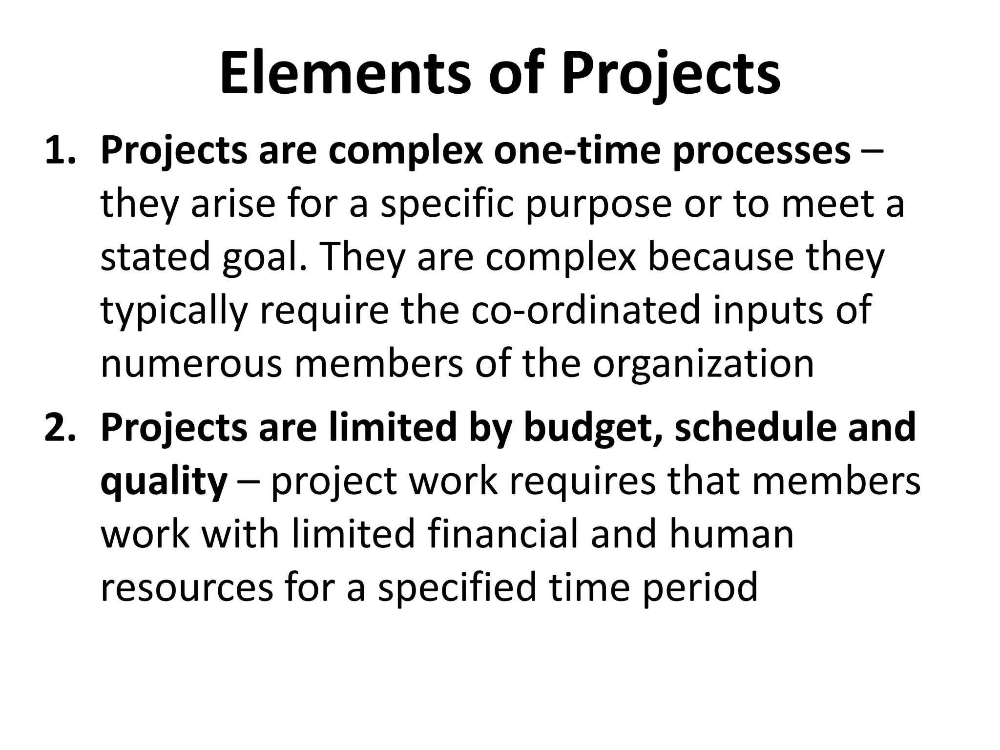 Elements of Projects
1. Projects are complex one-time processes –
they arise for a specific purpose or to meet a
stated goal. They are complex because they
typically require the co-ordinated inputs of
numerous members of the organization
2. Projects are limited by budget, schedule and
quality – project work requires that members
work with limited financial and human
resources for a specified time period